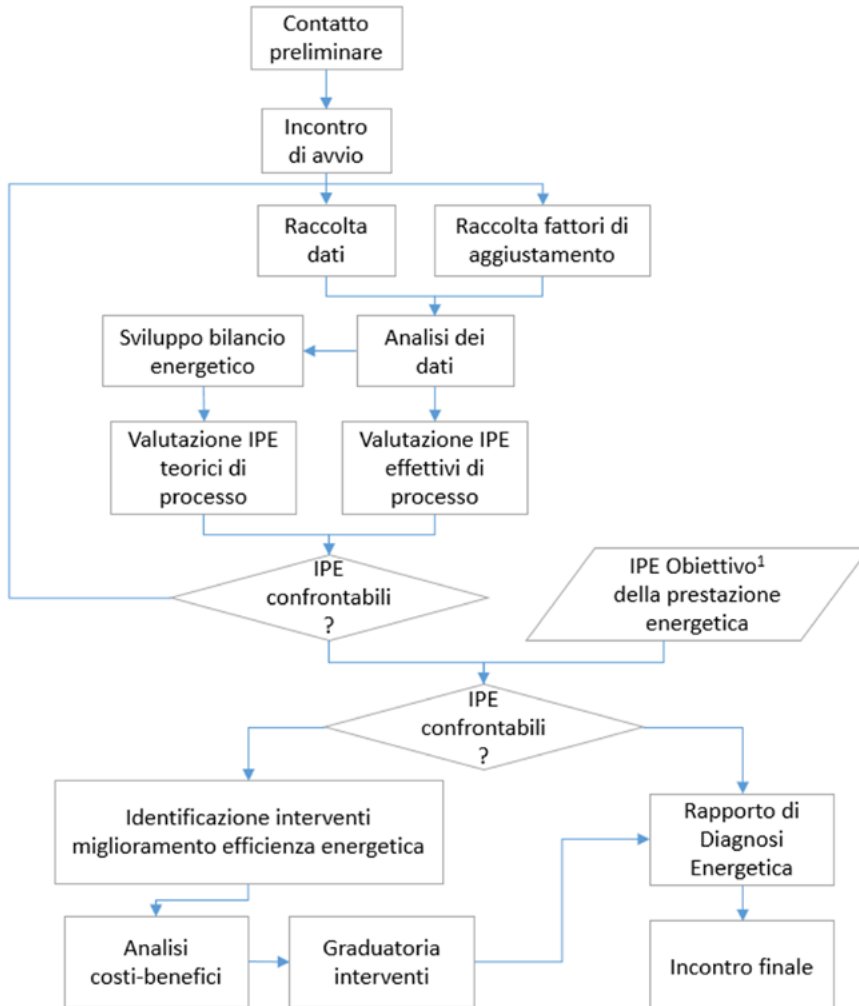 Contatto
preliminare
Incontro
di avvio
Raccolta
dati
Raccolta fattori di
aggiustamento
Sviluppo bilancio
energetico
Analisi dei
dati
Valutazione IPE
teorici di
processo
Valutazione IPE
effettivi di
processo
IPE
confrontabili
?
IPE Obiettivo¹
della prestazione
energetica
IPE
confrontabili
?
Identificazione interventi
miglioramento efficienza energetica
Rapporto di
Diagnosi
Energetica
Analisi
costi-benefici
Graduatoria
interventi
Incontro finale